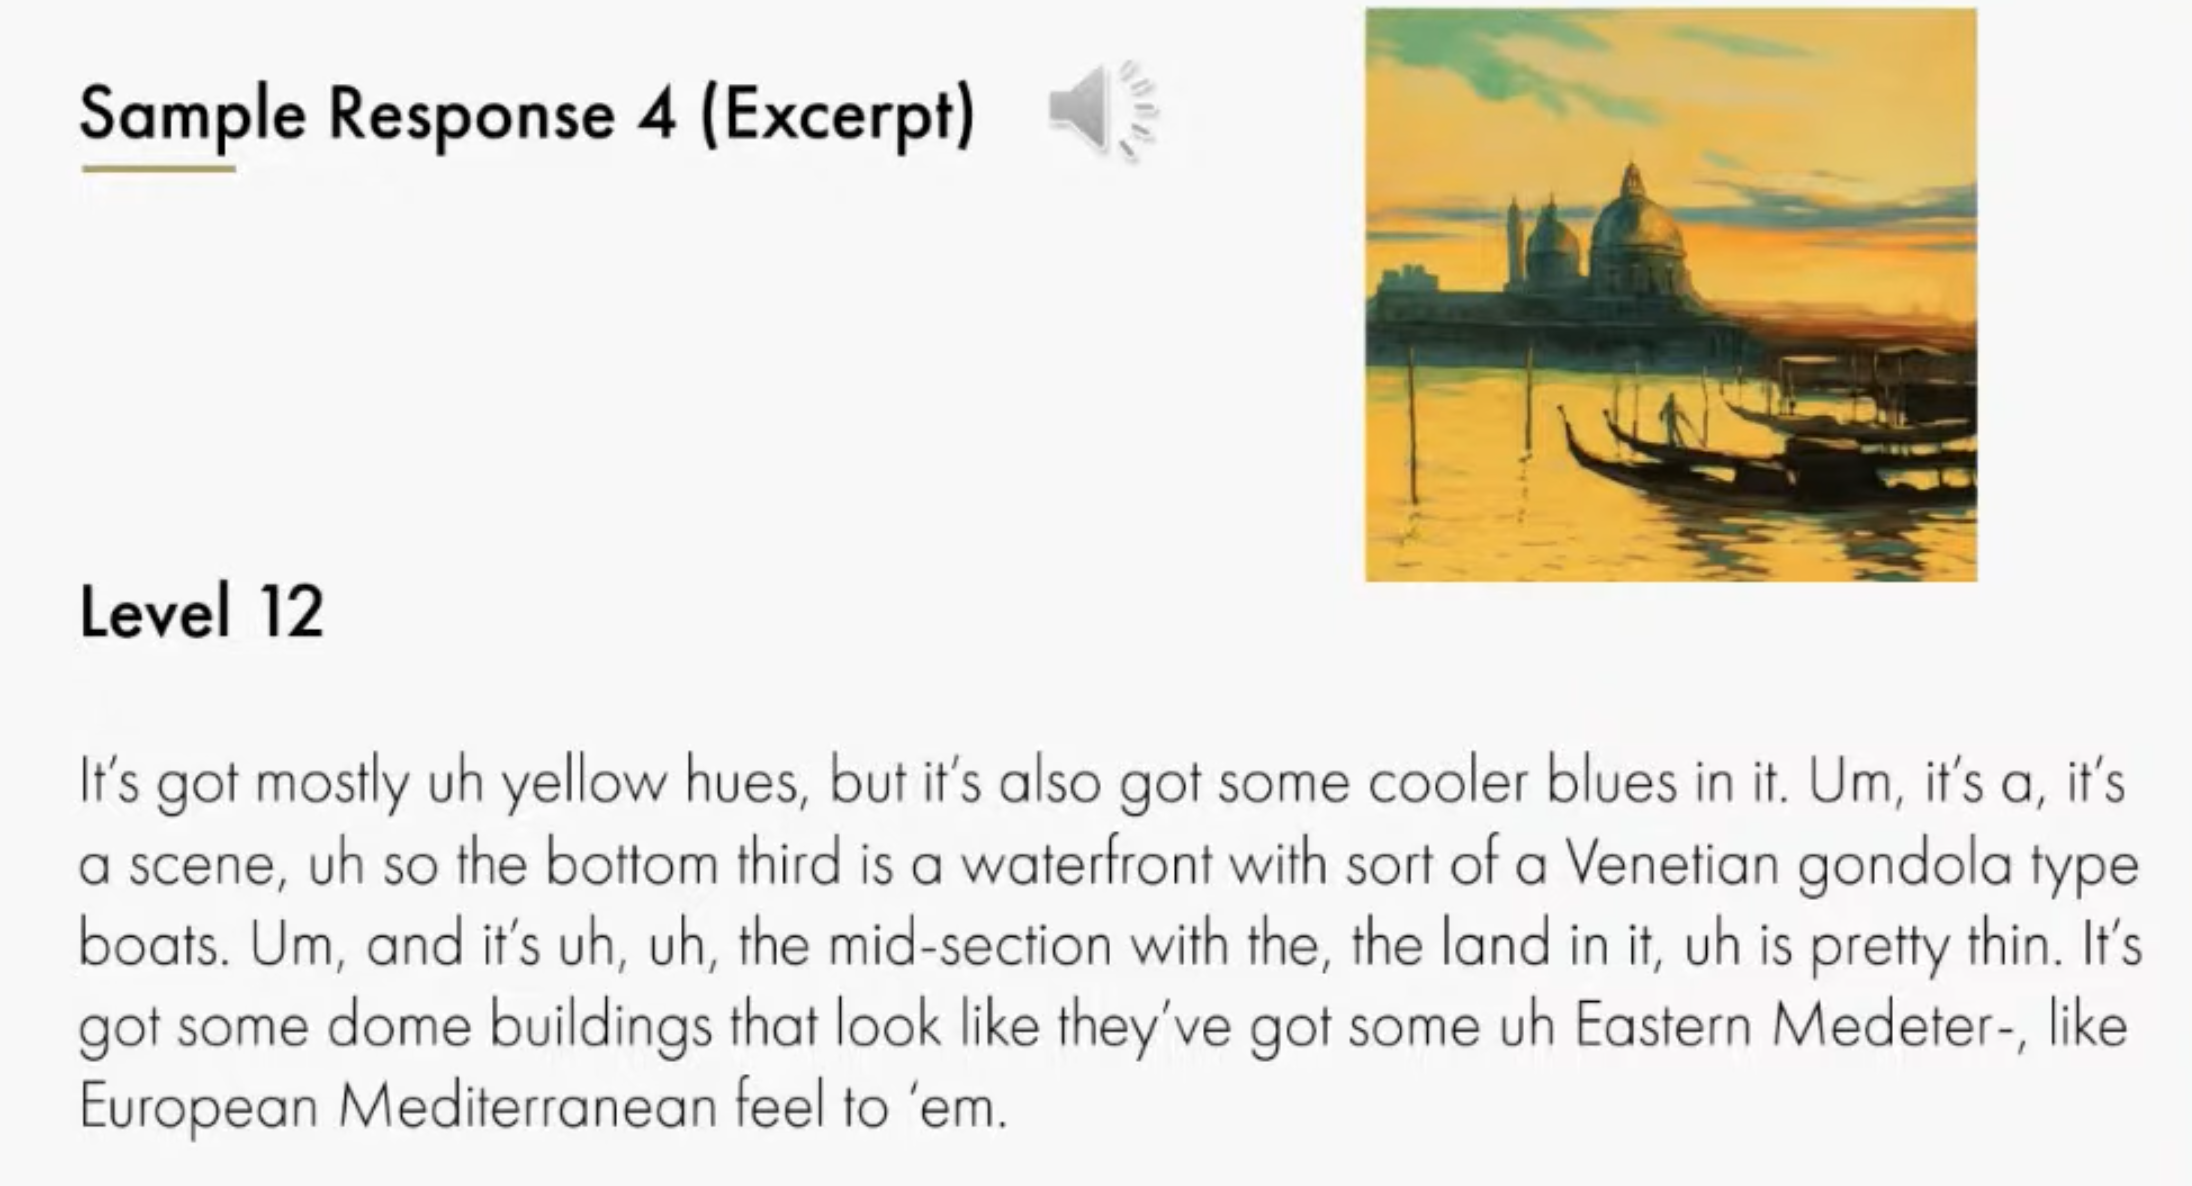 Sample Response 4 (Excerpt)
Level 12
It's got mostly uh yellow hues, but it's also got some cooler blues in it. Um, it's a, it's
a scene, uh so the bottom third is a waterfront with sort of a Venetian gondola type
boats. Um, and it's uh, uh, the mid-section with the, the land in it, uh is pretty thin. It's
got some dome buildings that look like they've got some uh Eastern Medeter-, like
European Mediterranean feel to 'em.